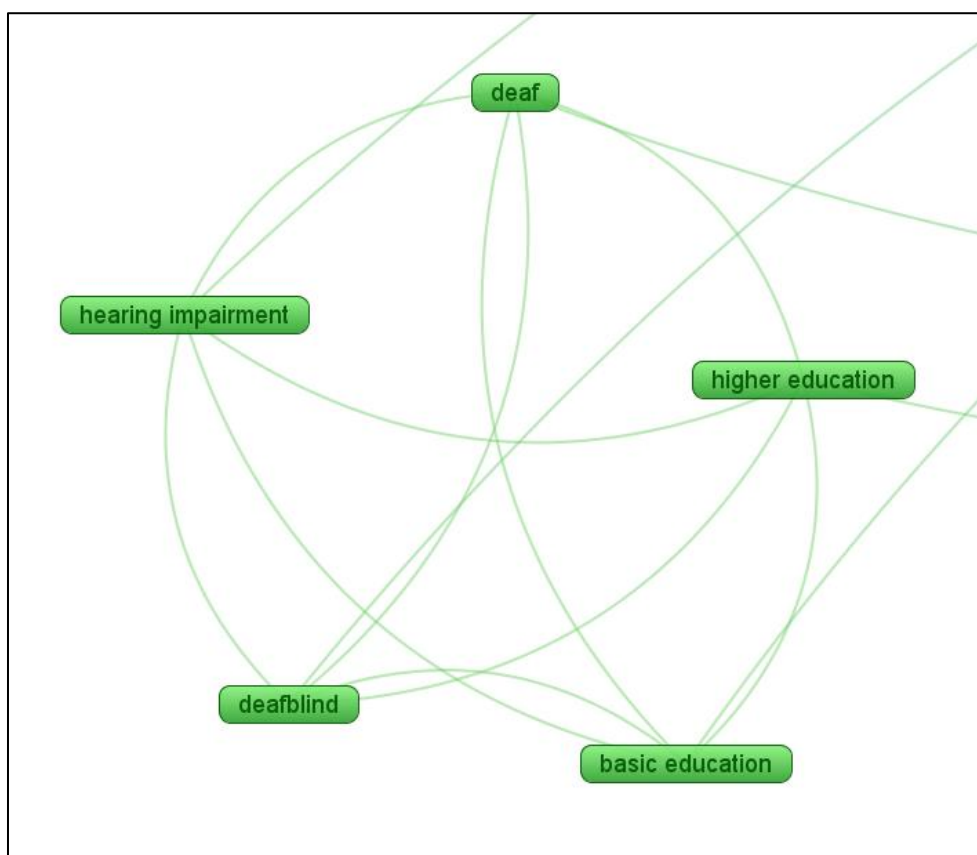 deaf
hearing impairment
higher education
deafblind
basic education